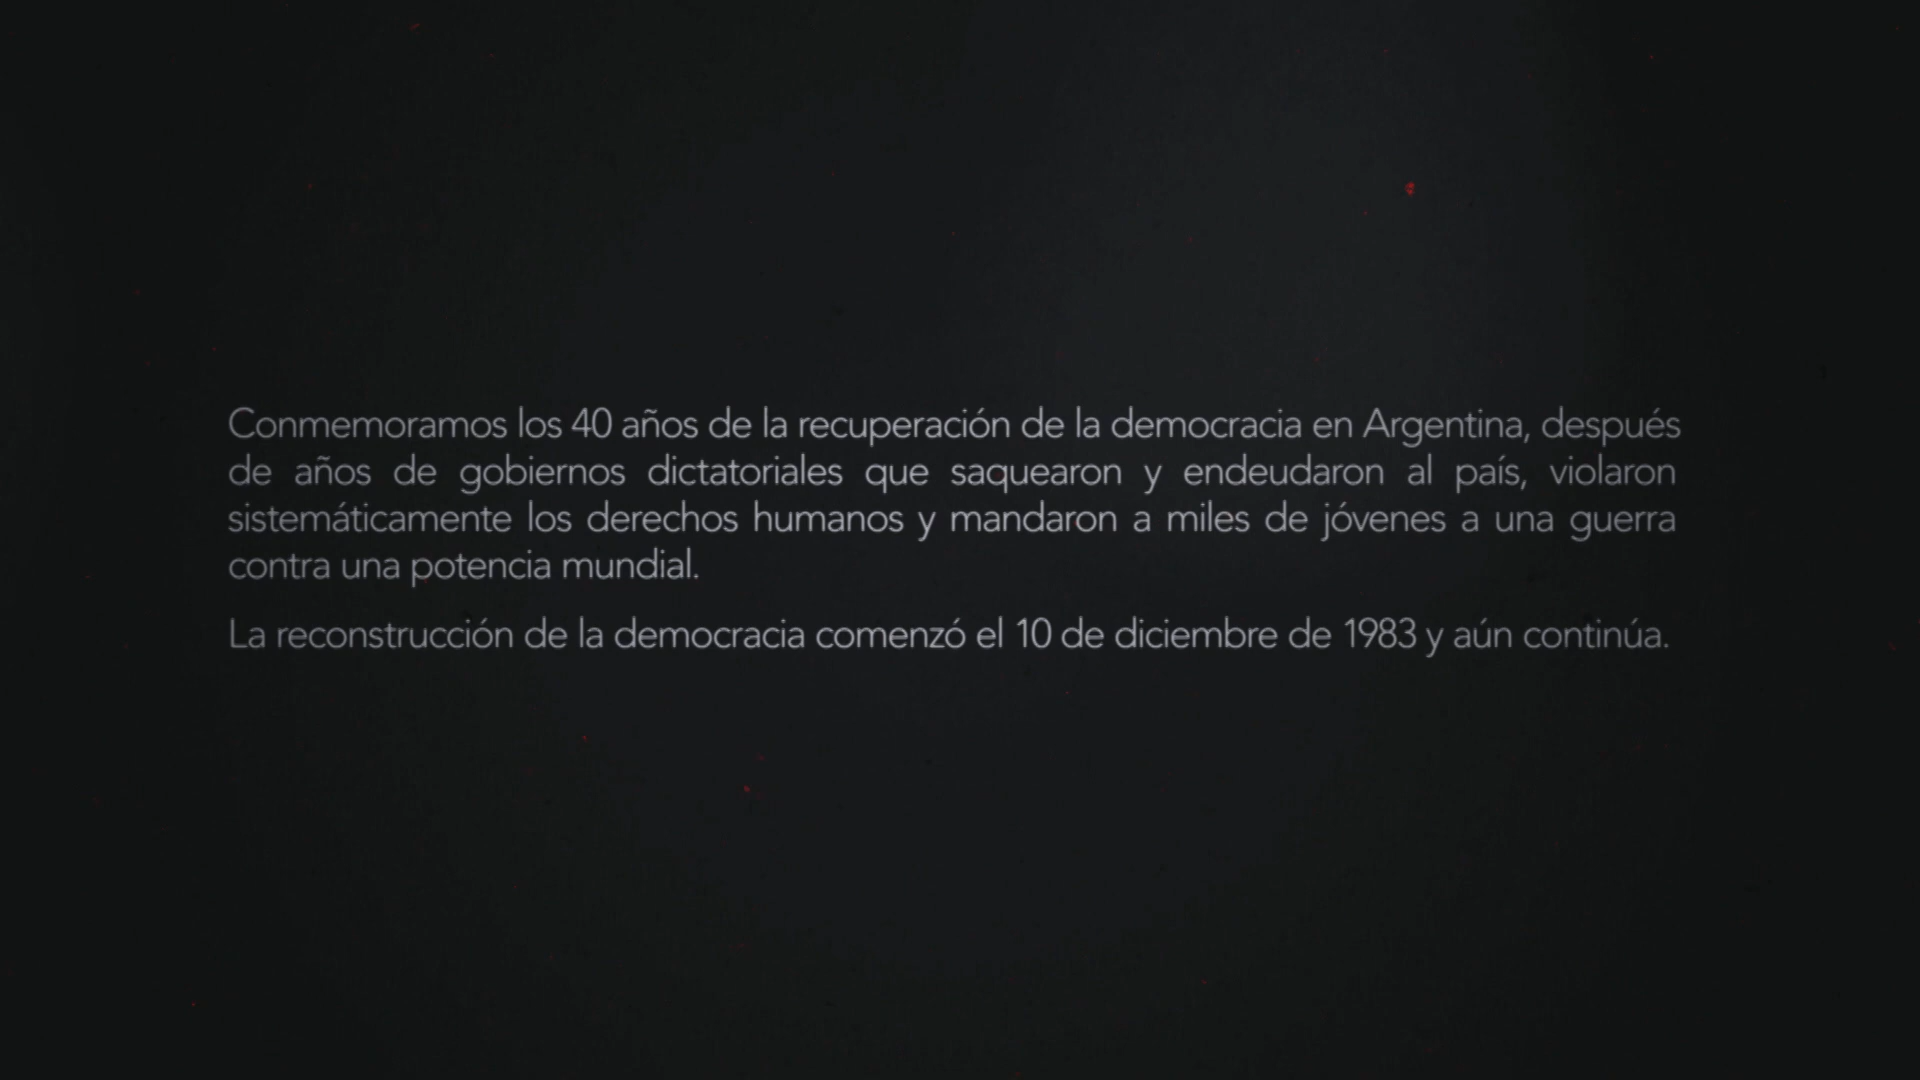 Conmemoramos los 40 años de la recuperación de la democracia en Argentina, después
de años de gobiernos dictatoriales que saquearon y endeudaron al país, violaron
sistemáticamente los derechos humanos y mandaron a miles de jóvenes a una guerra
contra una potencia mundial.
La reconstrucción de la democracia comenzó el 10 de diciembre de 1983 y aún continúa.